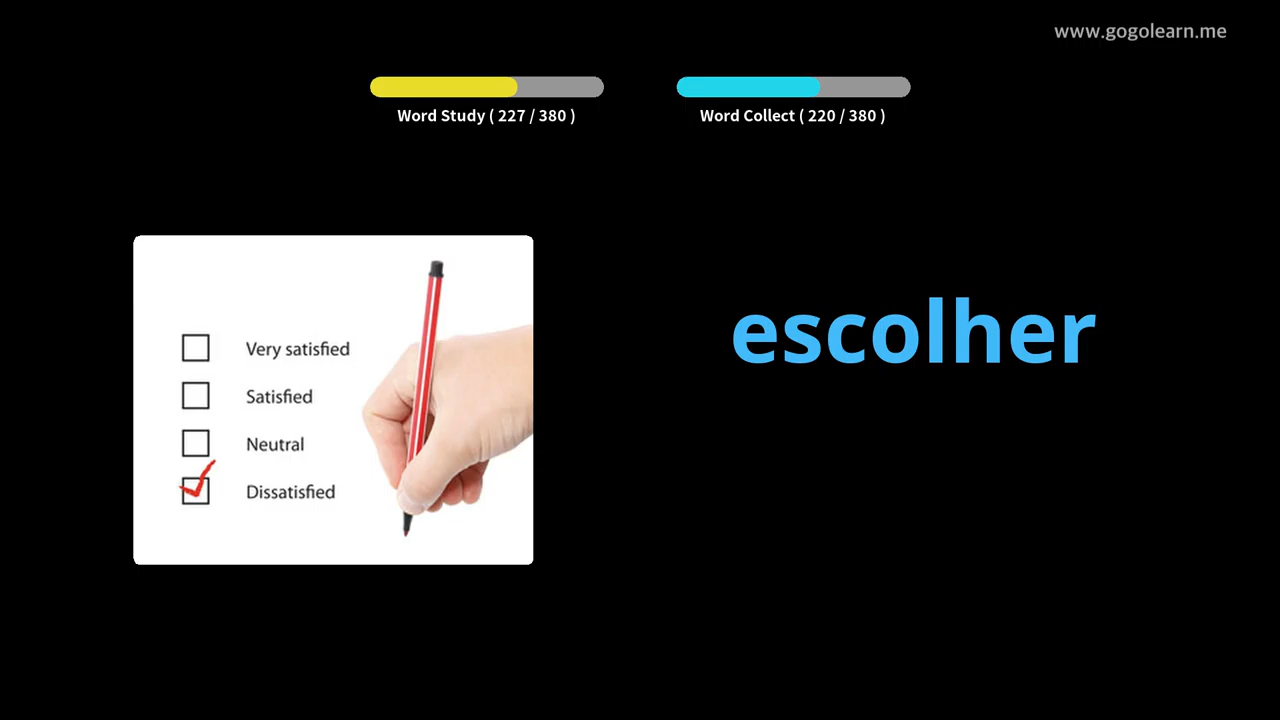 www.gogolearn.me
Word Study ( 227 / 380 )
Word Collect ( 220 / 380 )
escolher
Very satisfied
Satisfied
Neutral
Dissatisfied